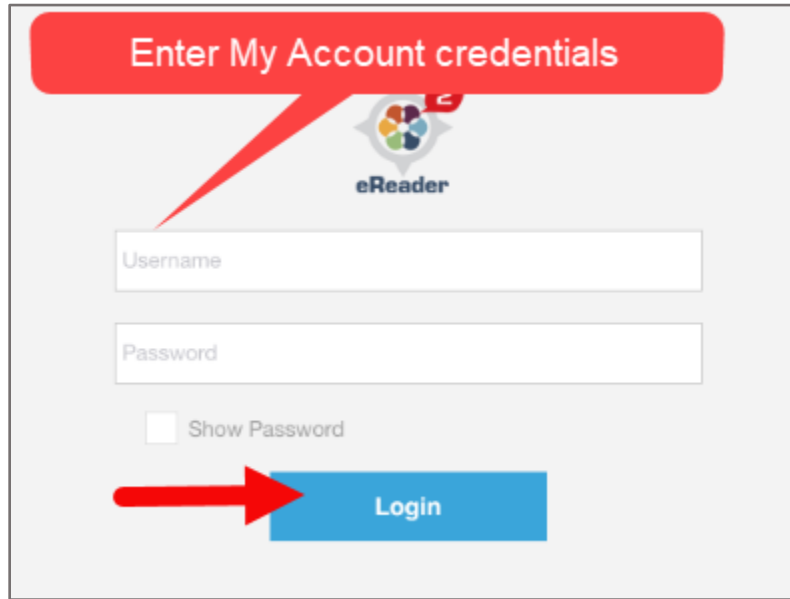 Enter My Account credentials
2
eReader
Username
Password
Show Password
Login